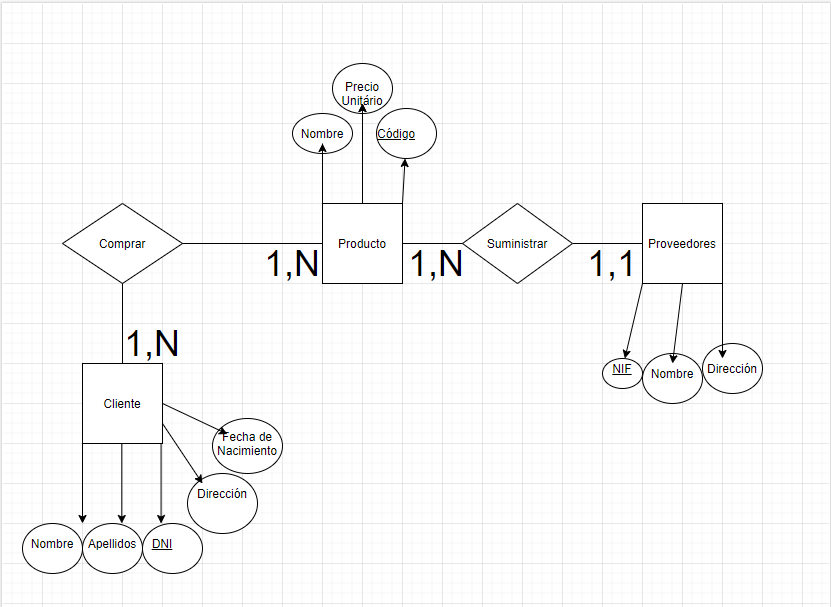 Precio
Unitário
Nombre
Código
Comprar
Producto
Suministrar
Proveedores
1,N
1,N
1,1
1,N
NIF
Nombre
Dirección
Cliente
Fecha de
Nacimiento
Dirección
Nombre
Apellidos
DNI